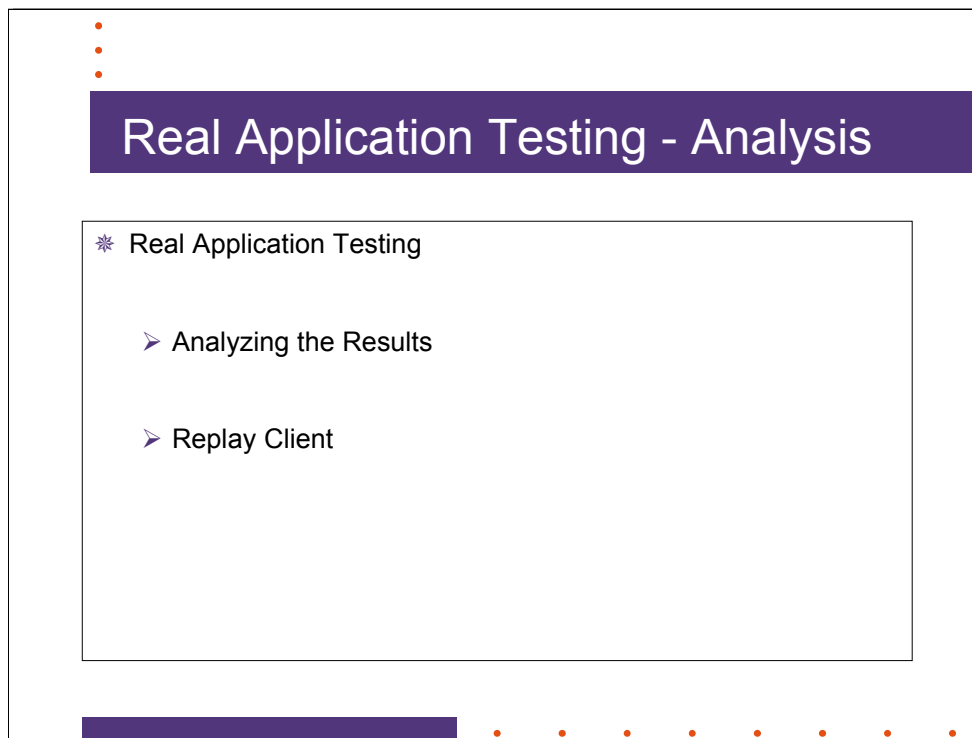 Real Application Testing - Analysis
Real Application Testing
Analyzing the Results
Replay Client